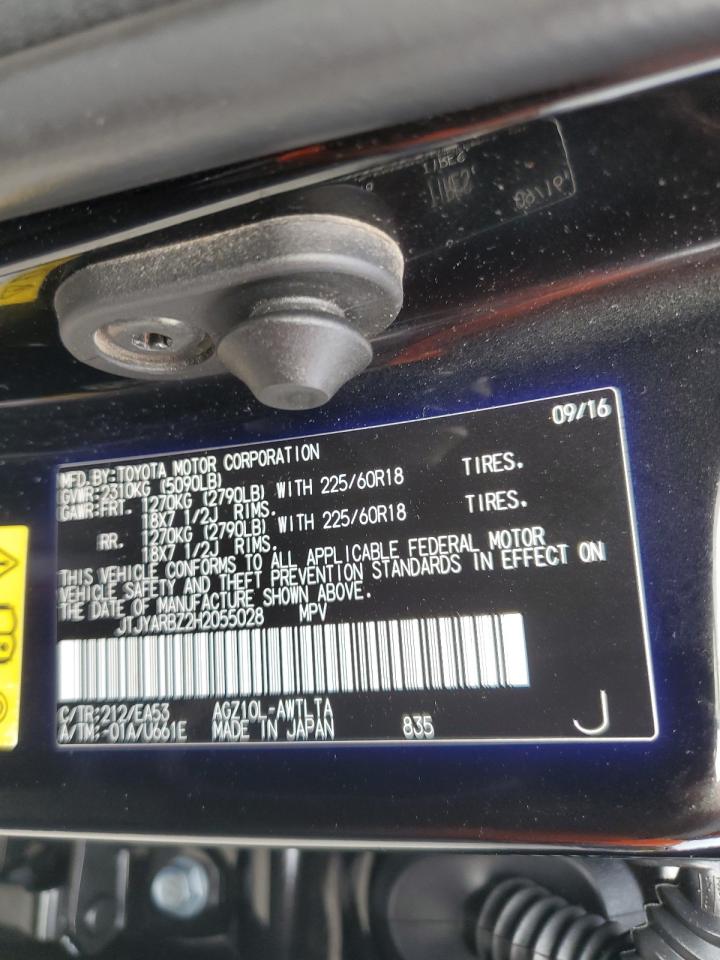 09/16
MFD.BY:TOYOTA MOTOR CORPORATION
GVWR:2310KG (5090LB)
GAWR:FRT. 1270KG (2790LB) WITH 225/60R18 TIRES.
18X7 1/2J RIMS.
RR. 1270KG (2790LB) WITH 225/60R18 TIRES.
18X7 1/2J RIMS.
THIS VEHICLE CONFORMS TO ALL APPLICABLE FEDERAL MOTOR
VEHICLE SAFETY AND THEFT PREVENTION STANDARDS IN EFFECT ON
THE DATE OF MANUFACTURE SHOWN ABOVE.
JTJYARBZ2H2055028 MPV
C/TR:212/EA53 AGZ10L-AWTLTA
A/TM:-01A/U661E MADE IN JAPAN 835 J